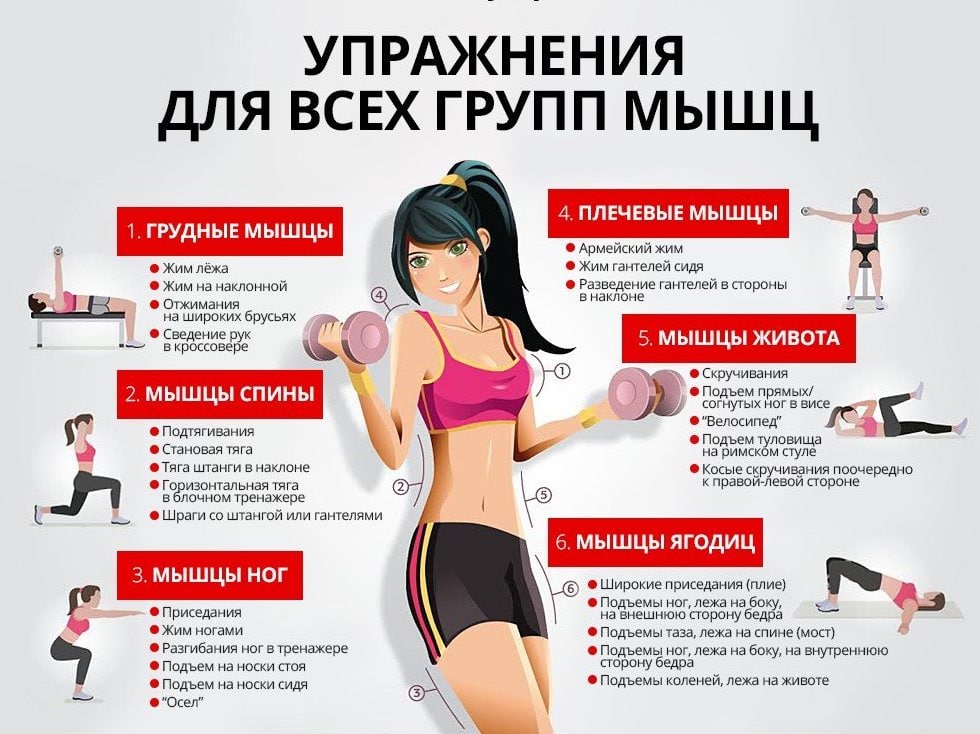 УПРАЖНЕНИЯ
ДЛЯ ВСЕХ ГРУПП МЫШЦ
1. ГРУДНЫЕ МЫШЦЫ
Жим лёжа
Жим на наклонной
Отжимания
на широких брусьях
Сведение рук
в кроссовере
2. МЫШЦЫ СПИНЫ
Подтягивания
Становая тяга
Тяга штанги в наклоне
Горизонтальная тяга
в блочном тренажере
Шраги со штангой или гантелями
3. МЫШЦЫ НОГ
Приседания
Жим ногами
Разгибания ног в тренажере
Подъем на носки стоя
Подъем на носки сидя
"Осел"
4. ПЛЕЧЕВЫЕ МЫШЦЫ
Армейский жим
Жим гантелей сидя
Разведение гантелей в стороны
в наклоне
5. МЫШЦЫ ЖИВОТА
Скручивания
Подъем прямых/
согнутых ног в висе
"Велосипед"
Подъем туловища
на римском стуле
Косые скручивания поочередно
к правой-левой стороне
6. МЫШЦЫ ЯГОДИЦ
Широкие приседания (плие)
Подъемы ног, лежа на боку,
на внешнюю сторону бедра
Подъемы таза, лежа на спине (мост)
Подъемы ног, лежа на боку, на внутреннюю
сторону бедра
Подъемы коленей, лежа на животе
4
1
2
5
6
3